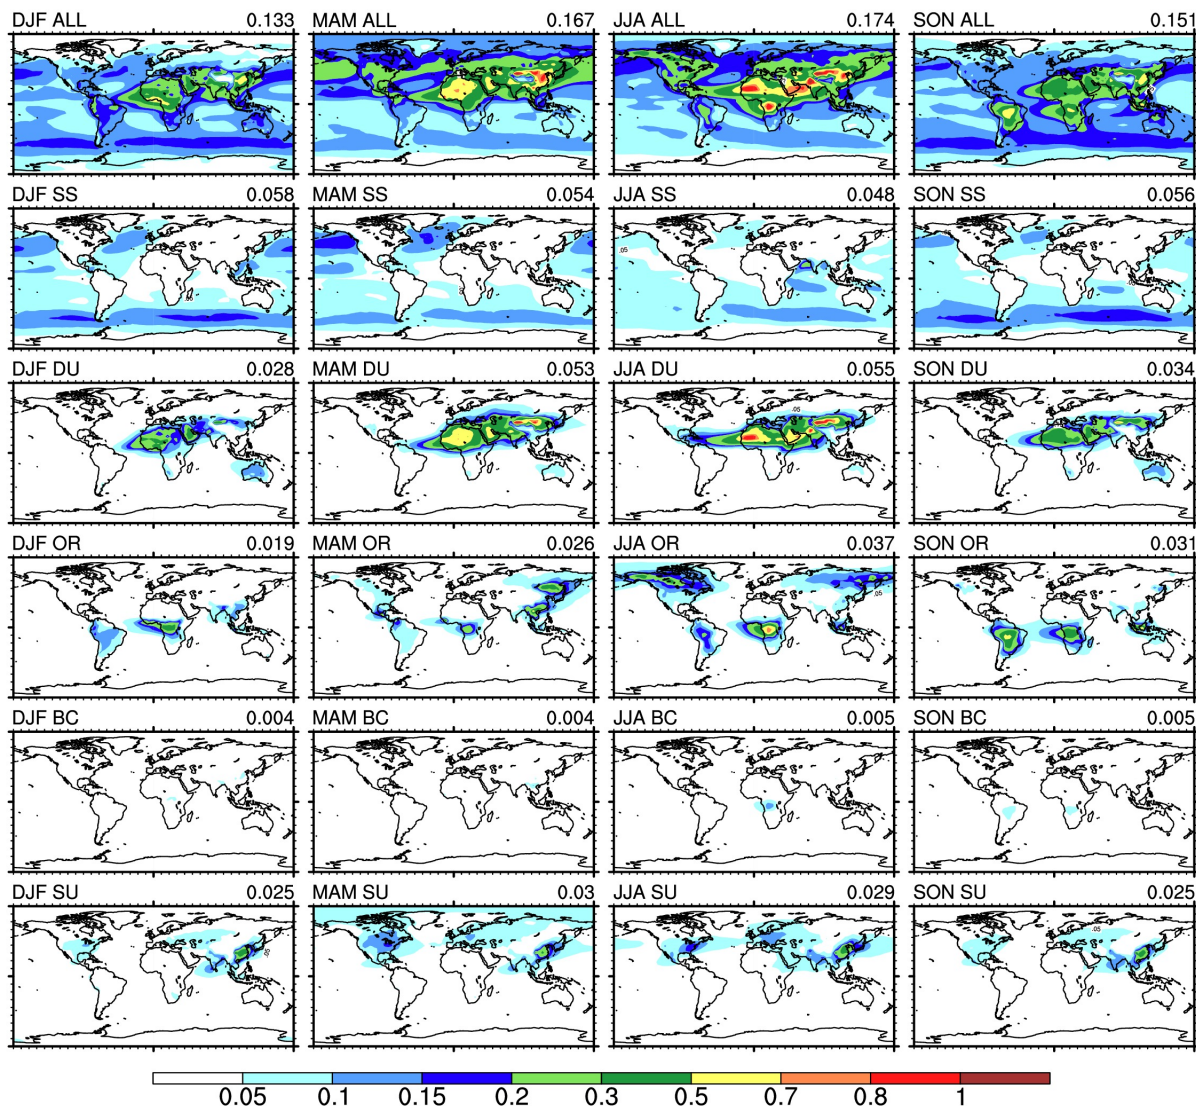 DJF ALL 0.133 MAM ALL 0.167 JJA ALL 0.174 SON ALL 0.151
DJF SS 0.058 MAM SS 0.054 JJA SS 0.048 SON SS 0.056
.05
DJF DU 0.028 MAM DU 0.053 JJA DU 0.055 SON DU 0.034
.05
DJF OR 0.019 MAM OR 0.026 JJA OR 0.037 SON OR 0.031
.05
DJF BC 0.004 MAM BC 0.004 JJA BC 0.005 SON BC 0.005
DJF SU 0.025 MAM SU 0.03 JJA SU 0.029 SON SU 0.025
.05
0.05 0.1 0.15 0.2 0.3 0.5 0.7 0.8 1